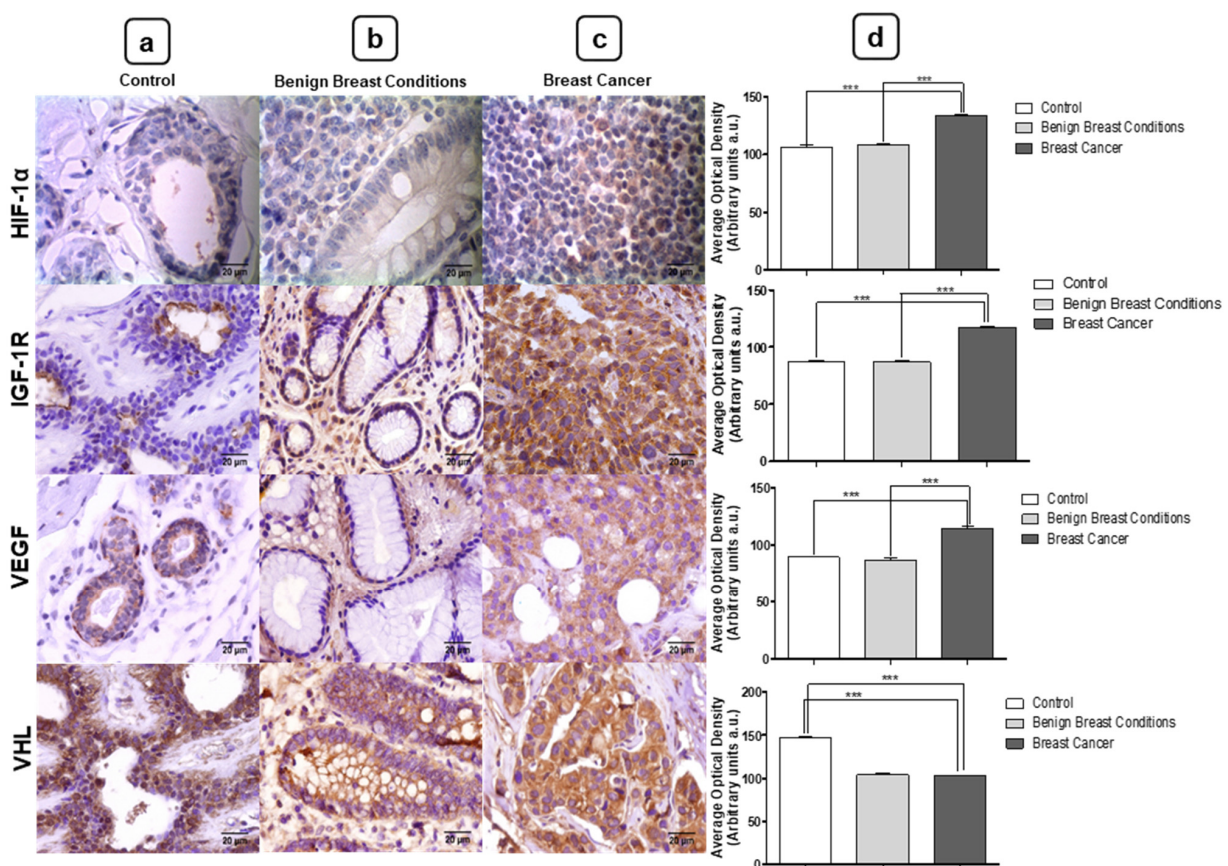 a
b
c
d
Control
Benign Breast Conditions
Breast Cancer
HIF-1α
20 µm
20 µm
20 µm
Average Optical Density
(Arbitrary units a.u.)
150
100
50
0
***
***
Control
Benign Breast Conditions
Breast Cancer
IGF-1R
20 µm
20 µm
20 µm
Average Optical Density
(Arbitrary units a.u.)
150
100
50
0
***
***
Control
Benign Breast Conditions
Breast Cancer
VEGF
20 µm
20 µm
20 µm
Average Optical Density
(Arbitrary units a.u.)
150
100
50
0
***
***
Control
Benign Breast Conditions
Breast Cancer
VHL
20 µm
20 µm
20 µm
Average Optical Density
(Arbitrary units a.u.)
200
150
100
50
0
***
***
Control
Benign Breast Conditions
Breast Cancer